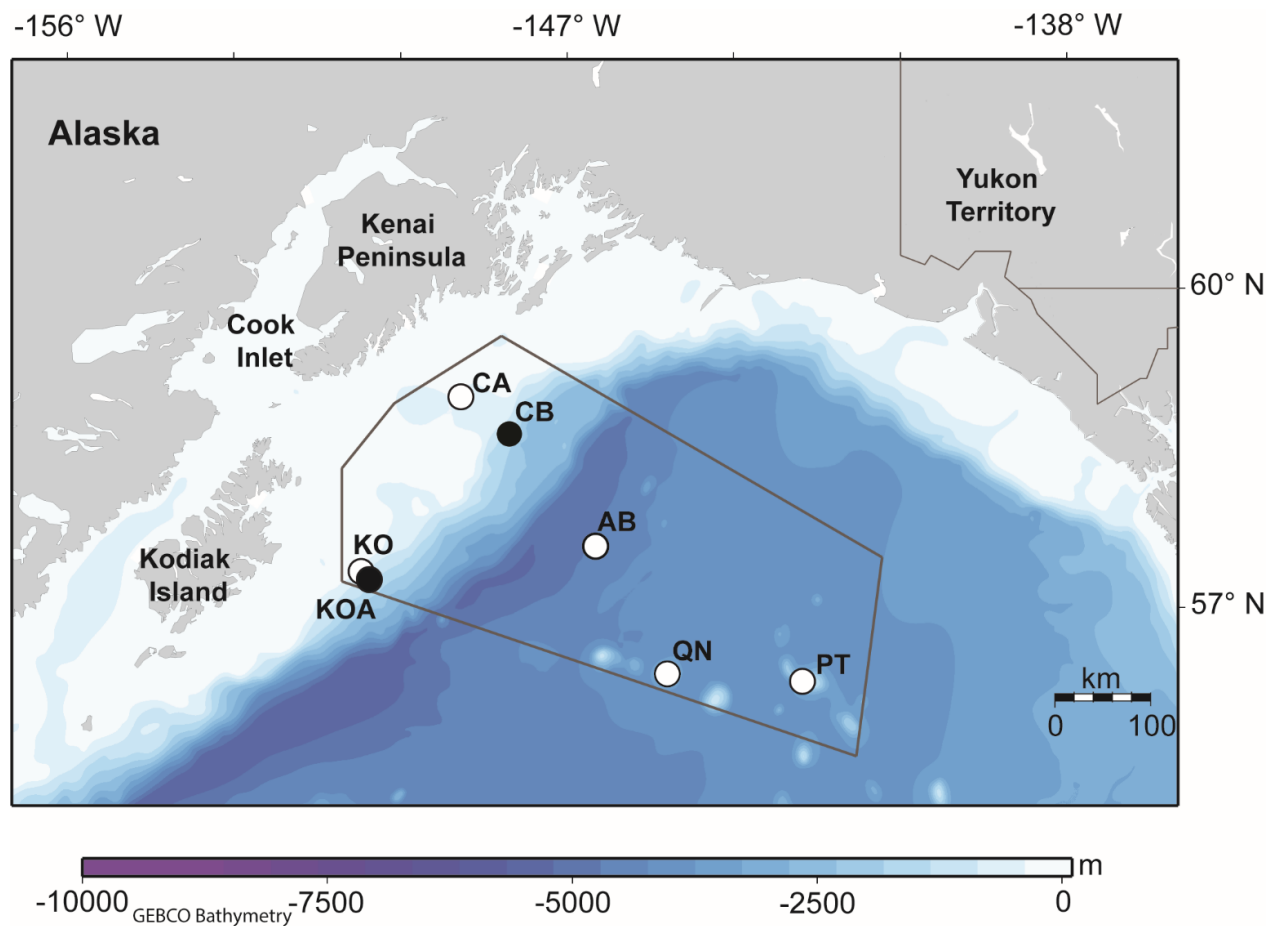 -156° W
-147° W
-138° W
Alaska
Yukon
Territory
Kenai
Peninsula
60° N
Cook
Inlet
CA
CB
AB
KO
Kodiak
Island
KOA
57° N
QN
PT
km
0
100
m
-10000
GEBCO Bathymetry
-7500
-5000
-2500
0